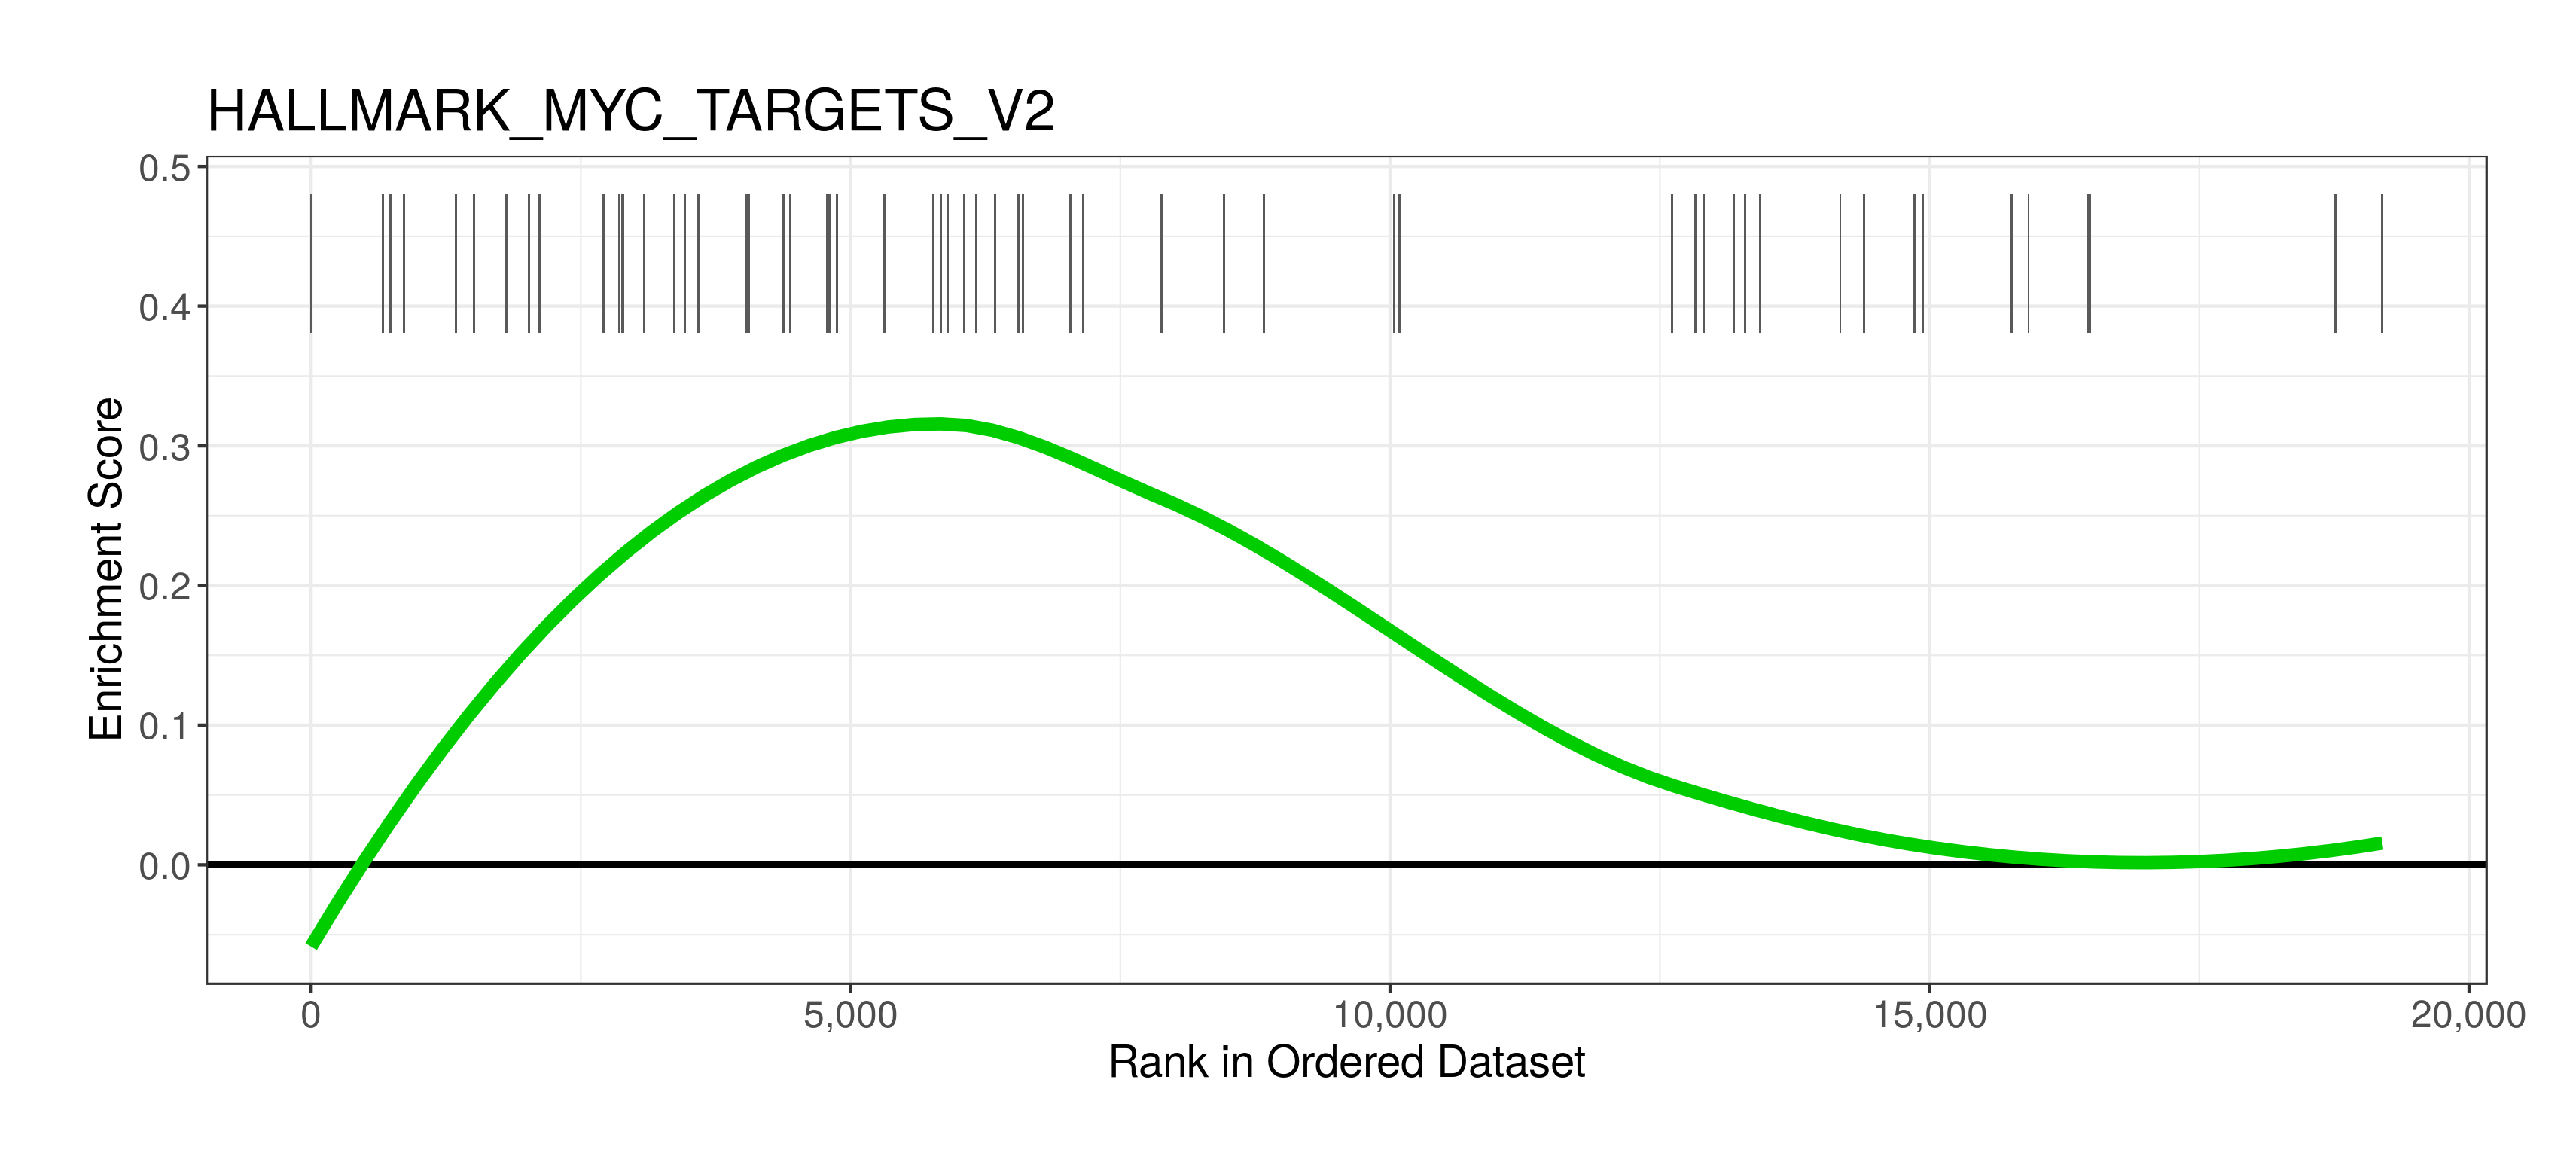 HALLMARK_MYC_TARGETS_V2
0.5
0.4
0.3
0.2
0.1
0.0
Enrichment Score
0 5,000 10,000 15,000 20,000
Rank in Ordered Dataset